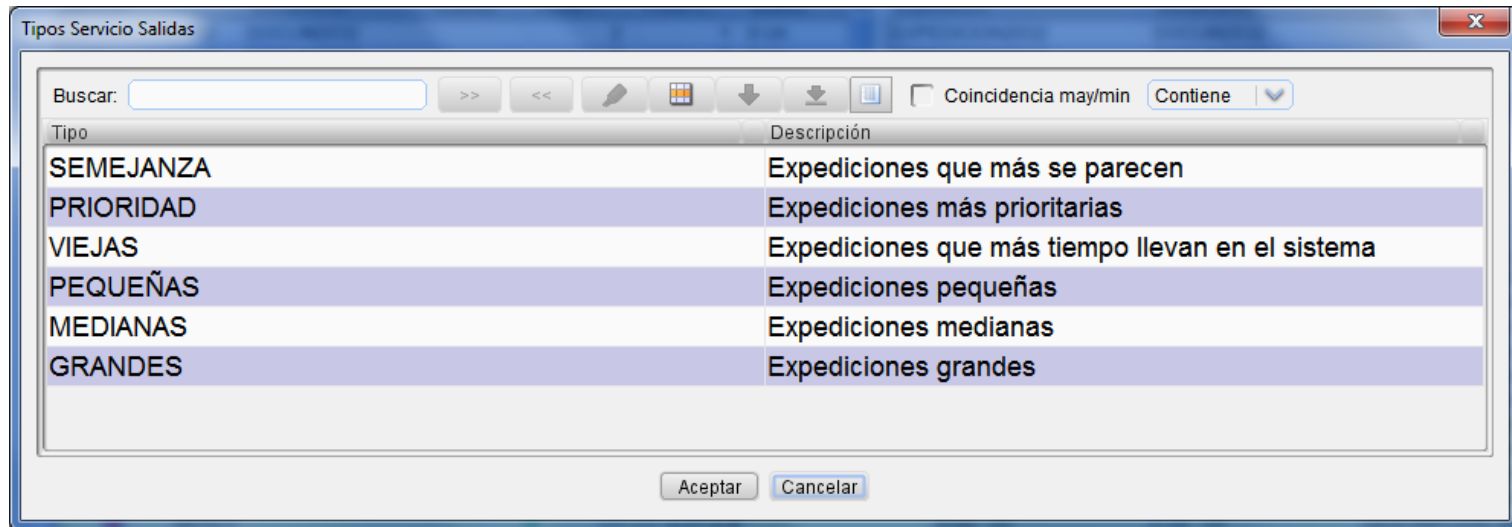 Tipos Servicio Salidas
Buscar: >> << Coincidencia may/min Contiene
Tipo Descripción
SEMEJANZA Expediciones que más se parecen
PRIORIDAD Expediciones más prioritarias
VIEJAS Expediciones que más tiempo llevan en el sistema
PEQUEÑAS Expediciones pequeñas
MEDIANAS Expediciones medianas
GRANDES Expediciones grandes
Aceptar Cancelar